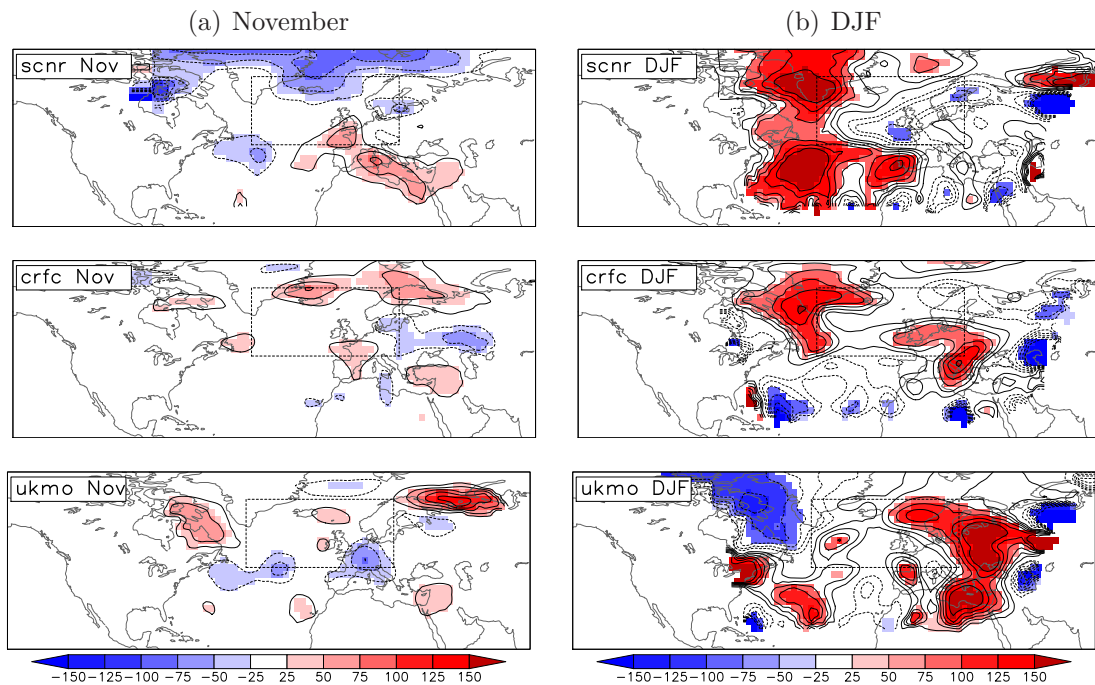 (a) November
(b) DJF
scnr Nov
scnr DJF
crfc Nov
crfc DJF
ukmo Nov
ukmo DJF
−150−125−100 −75 −50 −25 25 50 75 100 125 150
−150−125−100 −75 −50 −25 25 50 75 100 125 150